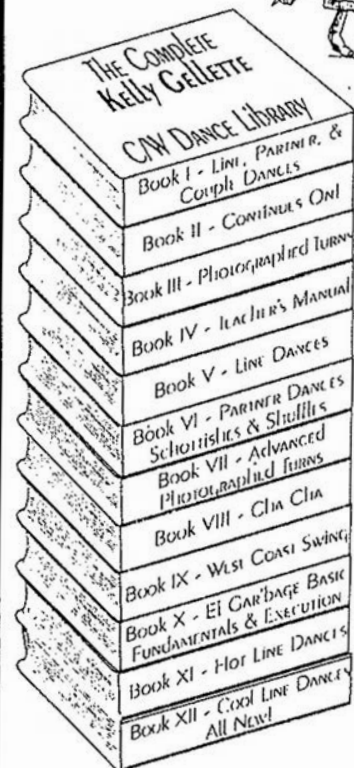 The Complete
Kelly Gellette
C/W Dance Library
Book I - Line, Partner, &
Couple Dances
Book II - Continues On!
Book III - Photographed Turns
Book IV - Teacher's Manual
Book V - Line Dances
Book VI - Partner Dances
Schottishes & Shuffles
Book VII - Advanced
Photographed Turns
Book VIII - Cha Cha
Book IX - West Coast Swing
Book X - El Gar'bage Basic
Fundamentals & Execution
Book XI - Hot Line Dances
Book XII - Cool Line Dances
All New!